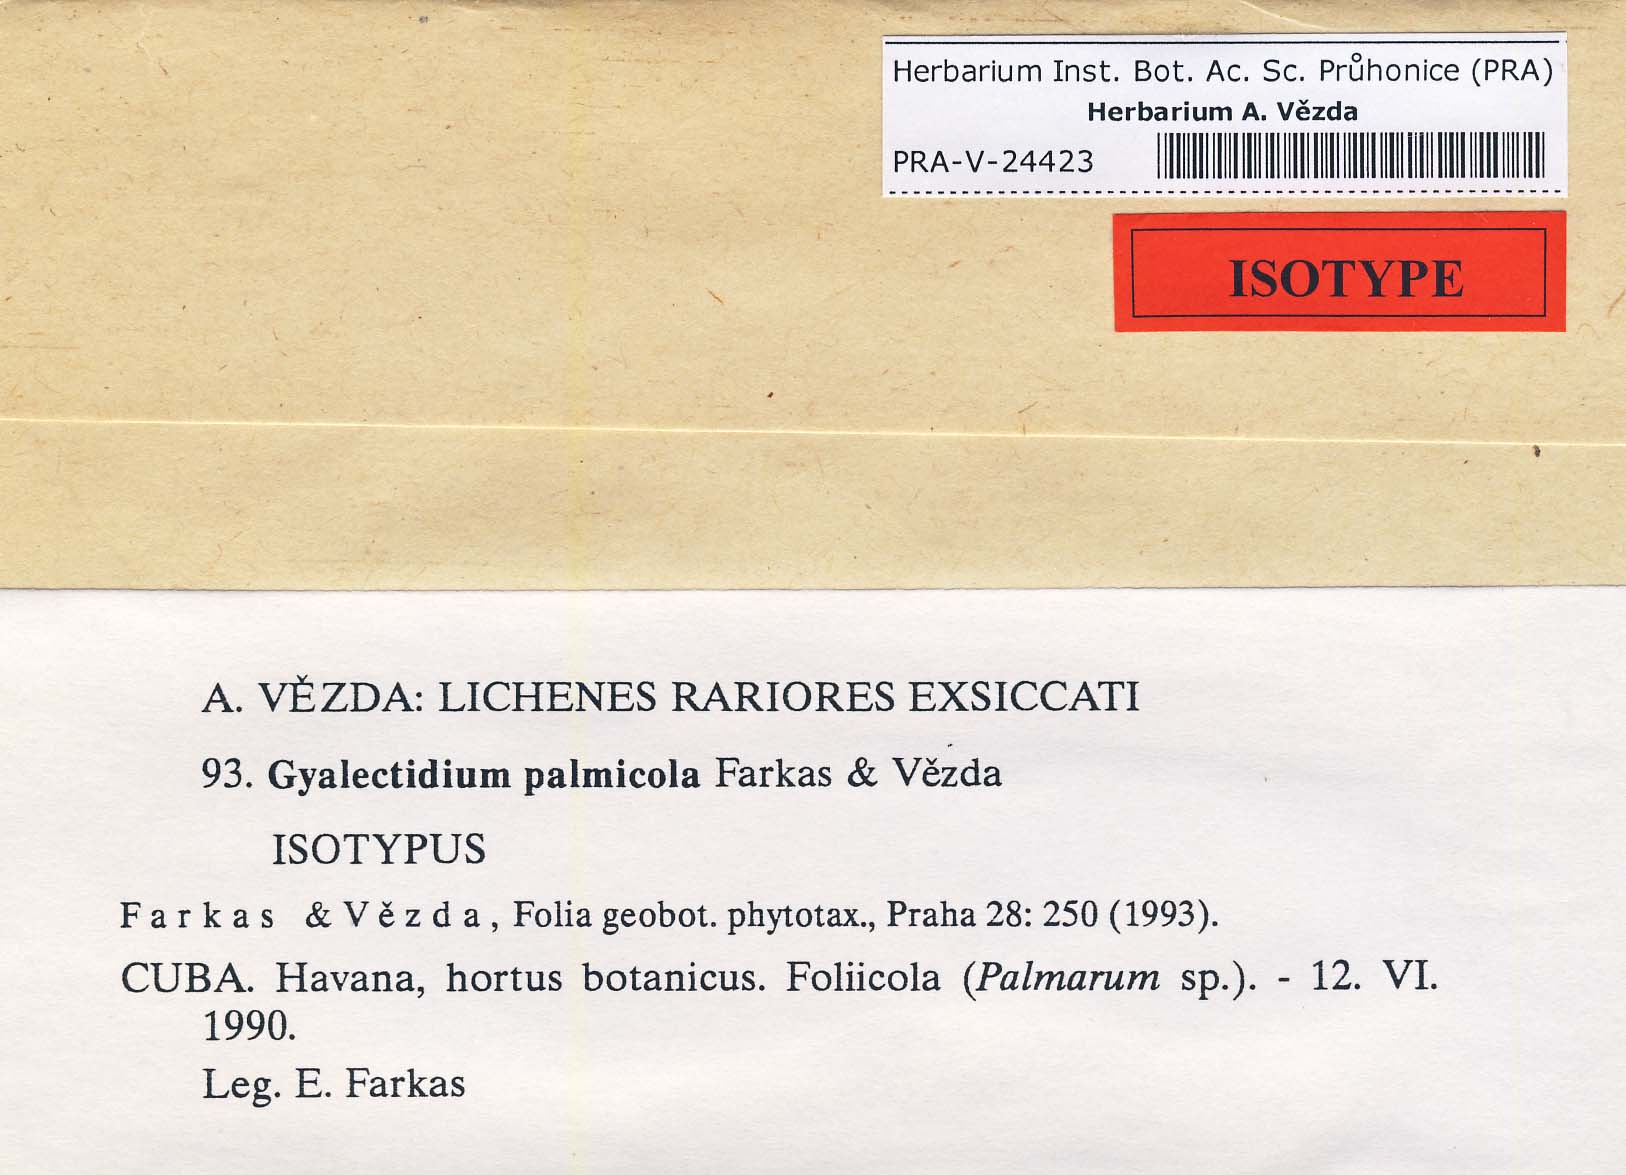 Herbarium Inst. Bot. Ac. Sc. Průhonice (PRA)
Herbarium A. Vězda
PRA-V-24423
ISOTYPE
A. VĚZDA: LICHENES RARIORES EXSICCATI
93. Gyalectidium palmicola Farkas & Vězda
ISOTYPUS
Farkas & Vězda, Folia geobot. phytotax., Praha 28: 250 (1993).
CUBA. Havana, hortus botanicus. Foliicola (Palmarum sp.). - 12. VI.
1990.
Leg. E. Farkas